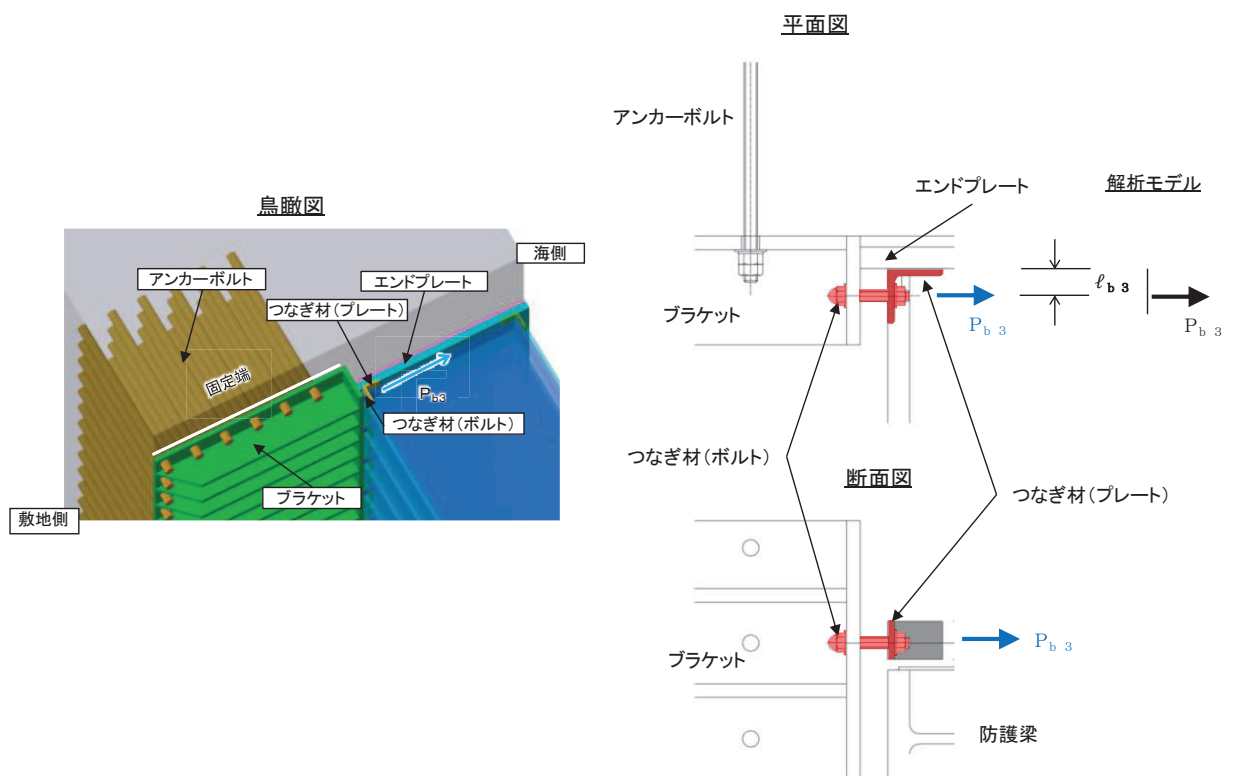 平面図
アンカーボルト
エンドプレート
解析モデル
ブラケット
ℓb3
Pb3
Pb3
つなぎ材(ボルト)
つなぎ材(プレート)
断面図
ブラケット
Pb3
防護梁
鳥瞰図
海側
アンカーボルト
エンドプレート
つなぎ材(プレート)
固定端
Pb3
つなぎ材(ボルト)
ブラケット
敷地側